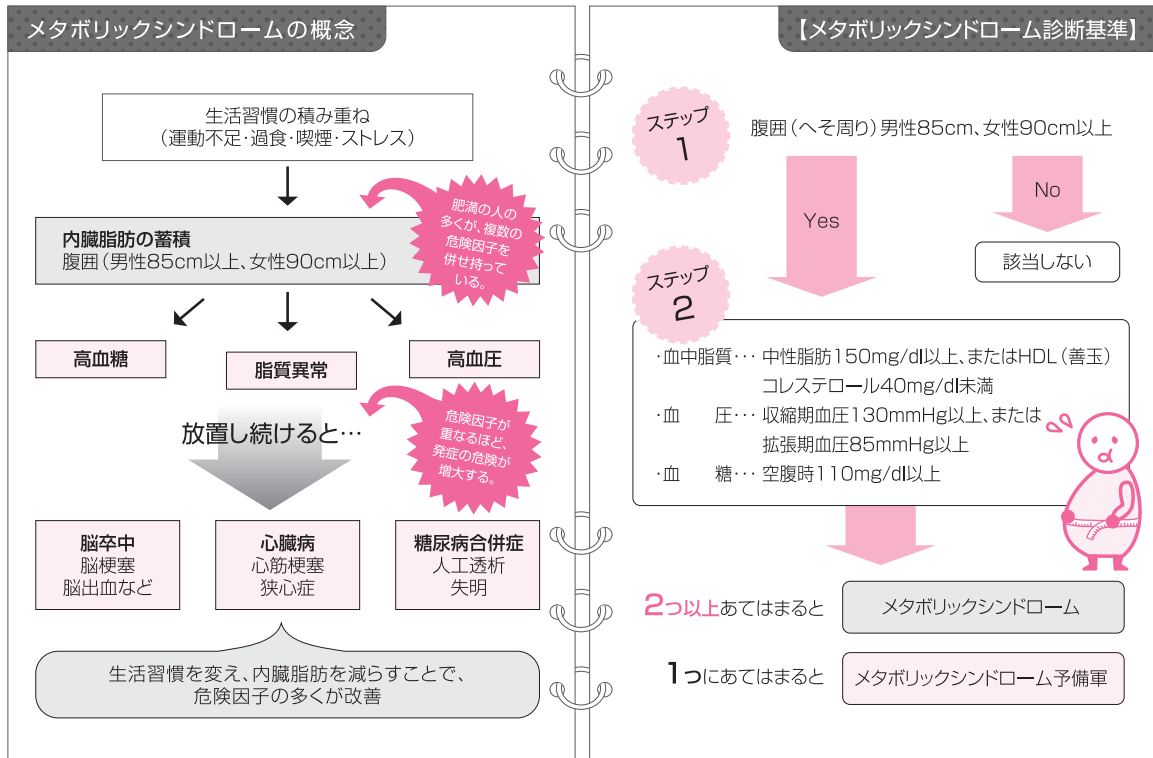 メタボリックシンドロームの概念
生活習慣の積み重ね
(運動不足・過食・喫煙・ストレス)
肥満の人の
多くが、複数の
危険因子を
併せ持って
いる。
内臓脂肪の蓄積
腹囲(男性85cm以上、女性90cm以上)
高血糖
脂質異常
高血圧
放置し続けると…
危険因子が
重なるほど、
発症の危険が
増大する。
脳卒中
脳梗塞
脳出血など
心臓病
心筋梗塞
狭心症
糖尿病合併症
人工透析
失明
生活習慣を変え、内臓脂肪を減らすことで、
危険因子の多くが改善
【メタボリックシンドローム診断基準】
ステップ
1
腹囲(へそ周り)男性85cm、女性90cm以上
Yes
No
該当しない
ステップ
2
・血中脂質… 中性脂肪150mg/dl以上、またはHDL(善玉)
コレステロール40mg/dl未満
・血　圧… 収縮期血圧130mmHg以上、または
拡張期血圧85mmHg以上
・血　糖… 空腹時110mg/dl以上
2つ以上あてはまると メタボリックシンドローム
1つにあてはまると メタボリックシンドローム予備軍